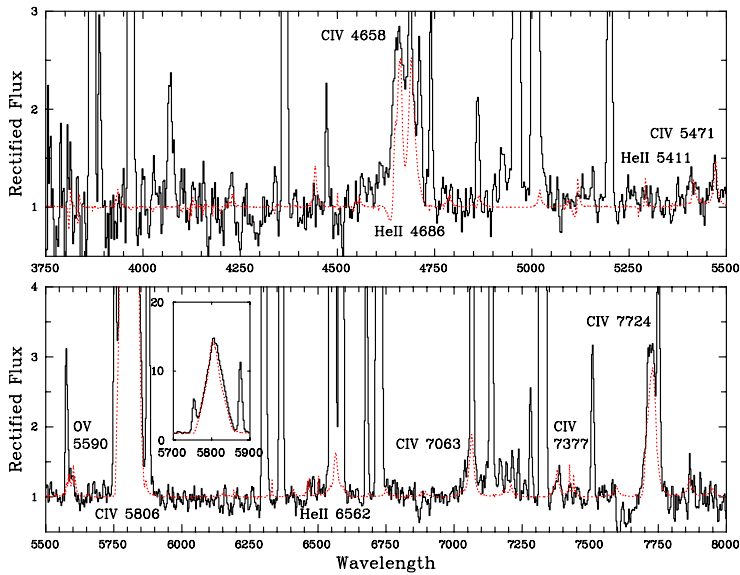 3
CIV 4658
2
CIV 5471
HeII 5411
1
HeII 4686
Rectified Flux
3750 4000 4250 4500 4750 5000 5250 5500
4
20
CIV 7724
3
10
2
OV
5590
CIV 7063
CIV
7377
0
5700 5800 5900
1
CIV 5806
HeII 6562
Rectified Flux
5500 5750 6000 6250 6500 6750 7000 7250 7500 7750 8000
Wavelength